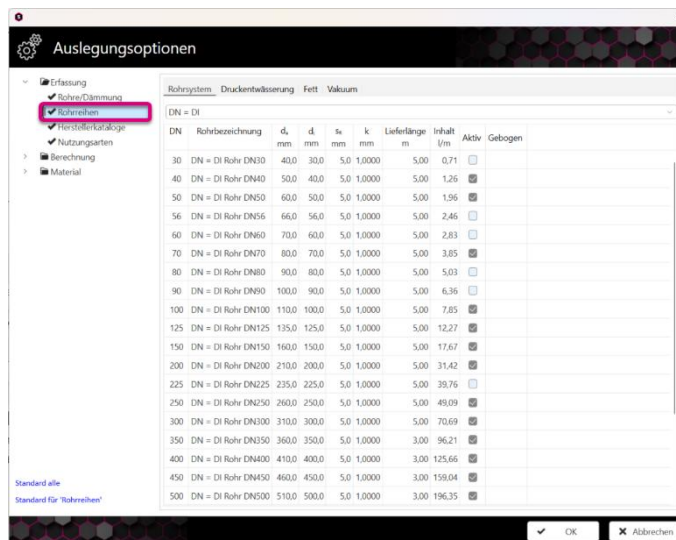 Auslegungsoptionen
Erfassung
Rohre/Dämmung
Rohrreihen
Herstellerkataloge
Nutzungsarten
Berechnung
Material
Standard alle
Standard für 'Rohrreihen'
Rohrsystem Druckentwässerung Fett Vakuum
DN = DI
DN Rohrbezeichnung dₐ dᵢ sᵣ k Lieferlänge Inhalt Aktiv Gebogen
mm mm mm mm m l/m
30 DN = DI Rohr DN30 40,0 30,0 5,0 1,0000 5,00 0,71
40 DN = DI Rohr DN40 50,0 40,0 5,0 1,0000 5,00 1,26
50 DN = DI Rohr DN50 60,0 50,0 5,0 1,0000 5,00 1,96
56 DN = DI Rohr DN56 66,0 56,0 5,0 1,0000 5,00 2,46
60 DN = DI Rohr DN60 70,0 60,0 5,0 1,0000 5,00 2,83
70 DN = DI Rohr DN70 80,0 70,0 5,0 1,0000 5,00 3,85
80 DN = DI Rohr DN80 90,0 80,0 5,0 1,0000 5,00 5,03
90 DN = DI Rohr DN90 100,0 90,0 5,0 1,0000 5,00 6,36
100 DN = DI Rohr DN100 110,0 100,0 5,0 1,0000 5,00 7,85
125 DN = DI Rohr DN125 135,0 125,0 5,0 1,0000 5,00 12,27
150 DN = DI Rohr DN150 160,0 150,0 5,0 1,0000 5,00 17,67
200 DN = DI Rohr DN200 210,0 200,0 5,0 1,0000 5,00 31,42
225 DN = DI Rohr DN225 235,0 225,0 5,0 1,0000 5,00 39,76
250 DN = DI Rohr DN250 260,0 250,0 5,0 1,0000 5,00 49,09
300 DN = DI Rohr DN300 310,0 300,0 5,0 1,0000 5,00 70,69
350 DN = DI Rohr DN350 360,0 350,0 5,0 1,0000 3,00 96,21
400 DN = DI Rohr DN400 410,0 400,0 5,0 1,0000 3,00 125,66
450 DN = DI Rohr DN450 460,0 450,0 5,0 1,0000 3,00 159,04
500 DN = DI Rohr DN500 510,0 500,0 5,0 1,0000 3,00 196,35
OK Abbrechen